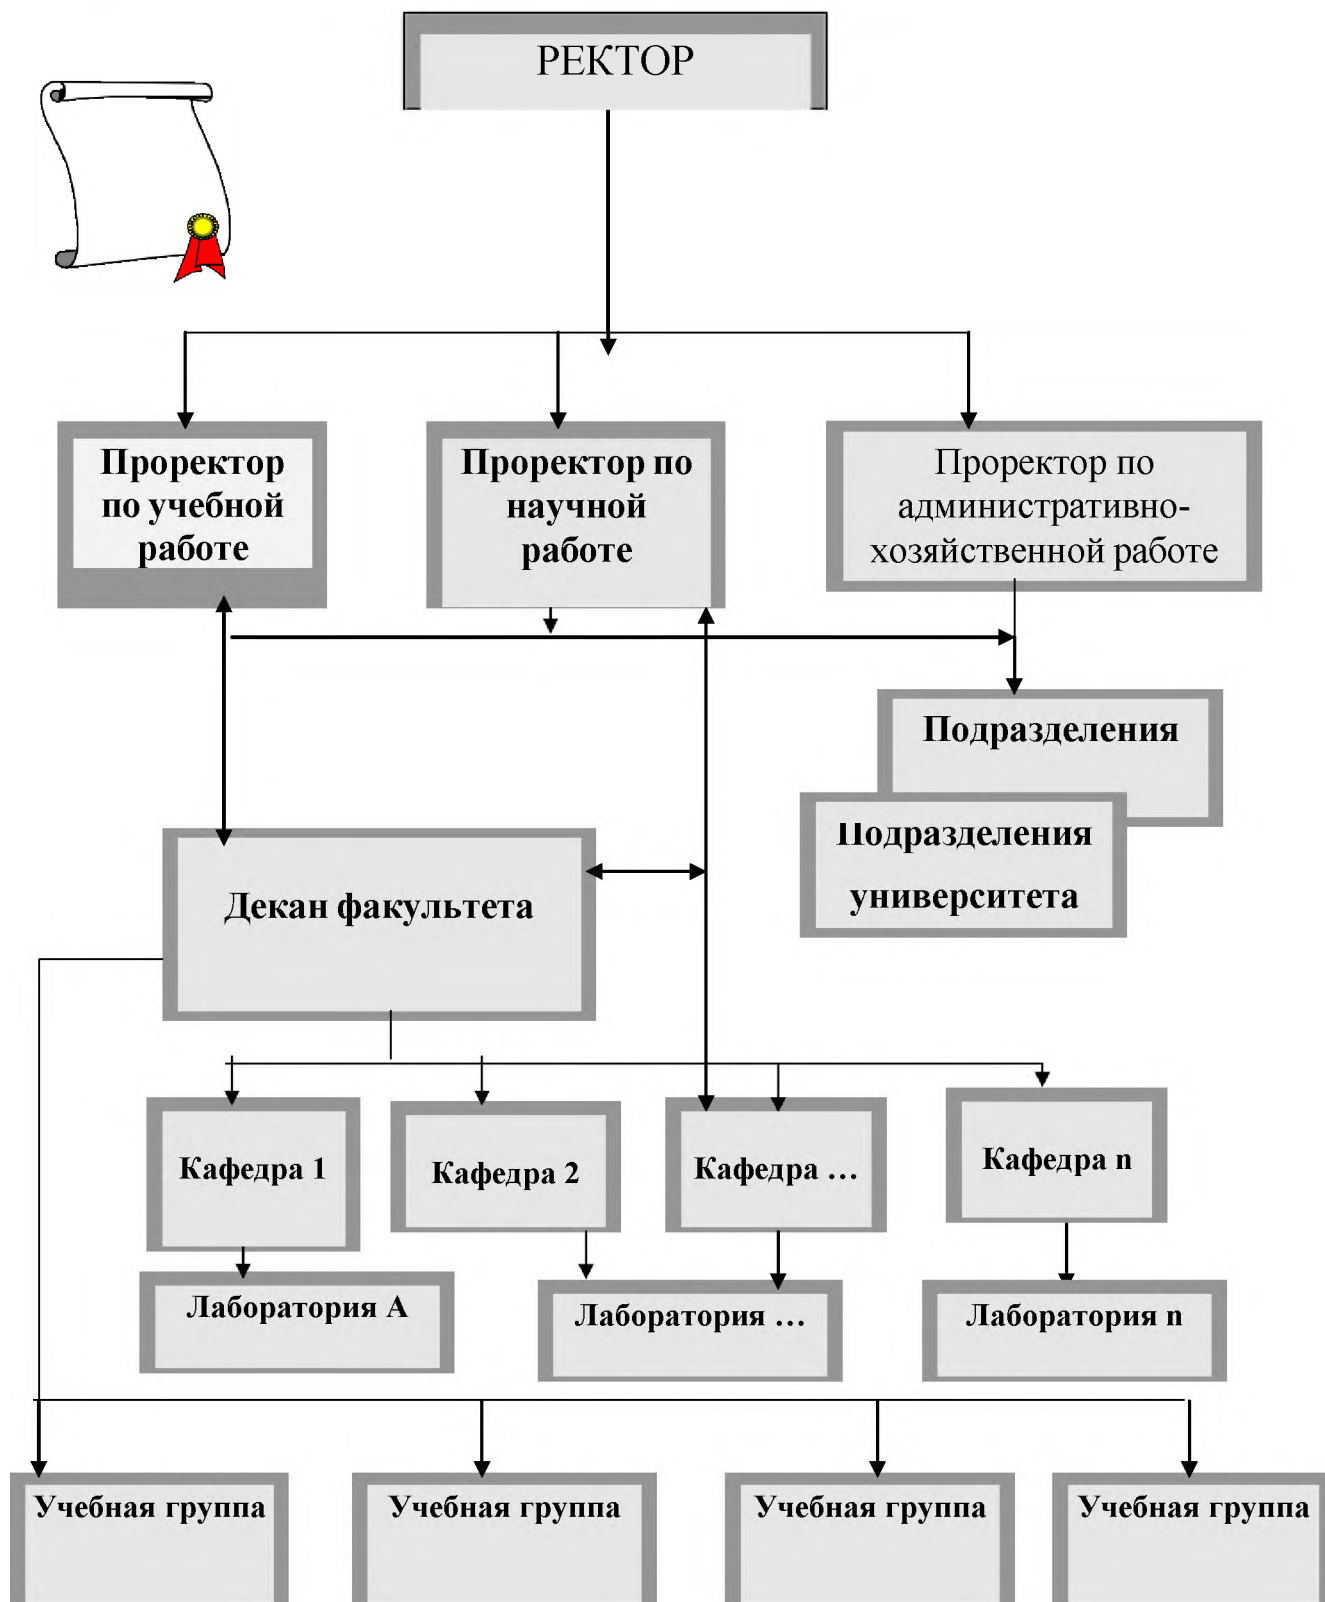 РЕКТОР
Проректор
по учебной
работе
Проректор по
научной
работе
Проректор по
административно-
хозяйственной работе
Подразделения
Подразделения
университета
Декан факультета
Кафедра 1
Кафедра 2
Кафедра ...
Кафедра n
Лаборатория А
Лаборатория ...
Лаборатория n
Учебная группа
Учебная группа
Учебная группа
Учебная группа